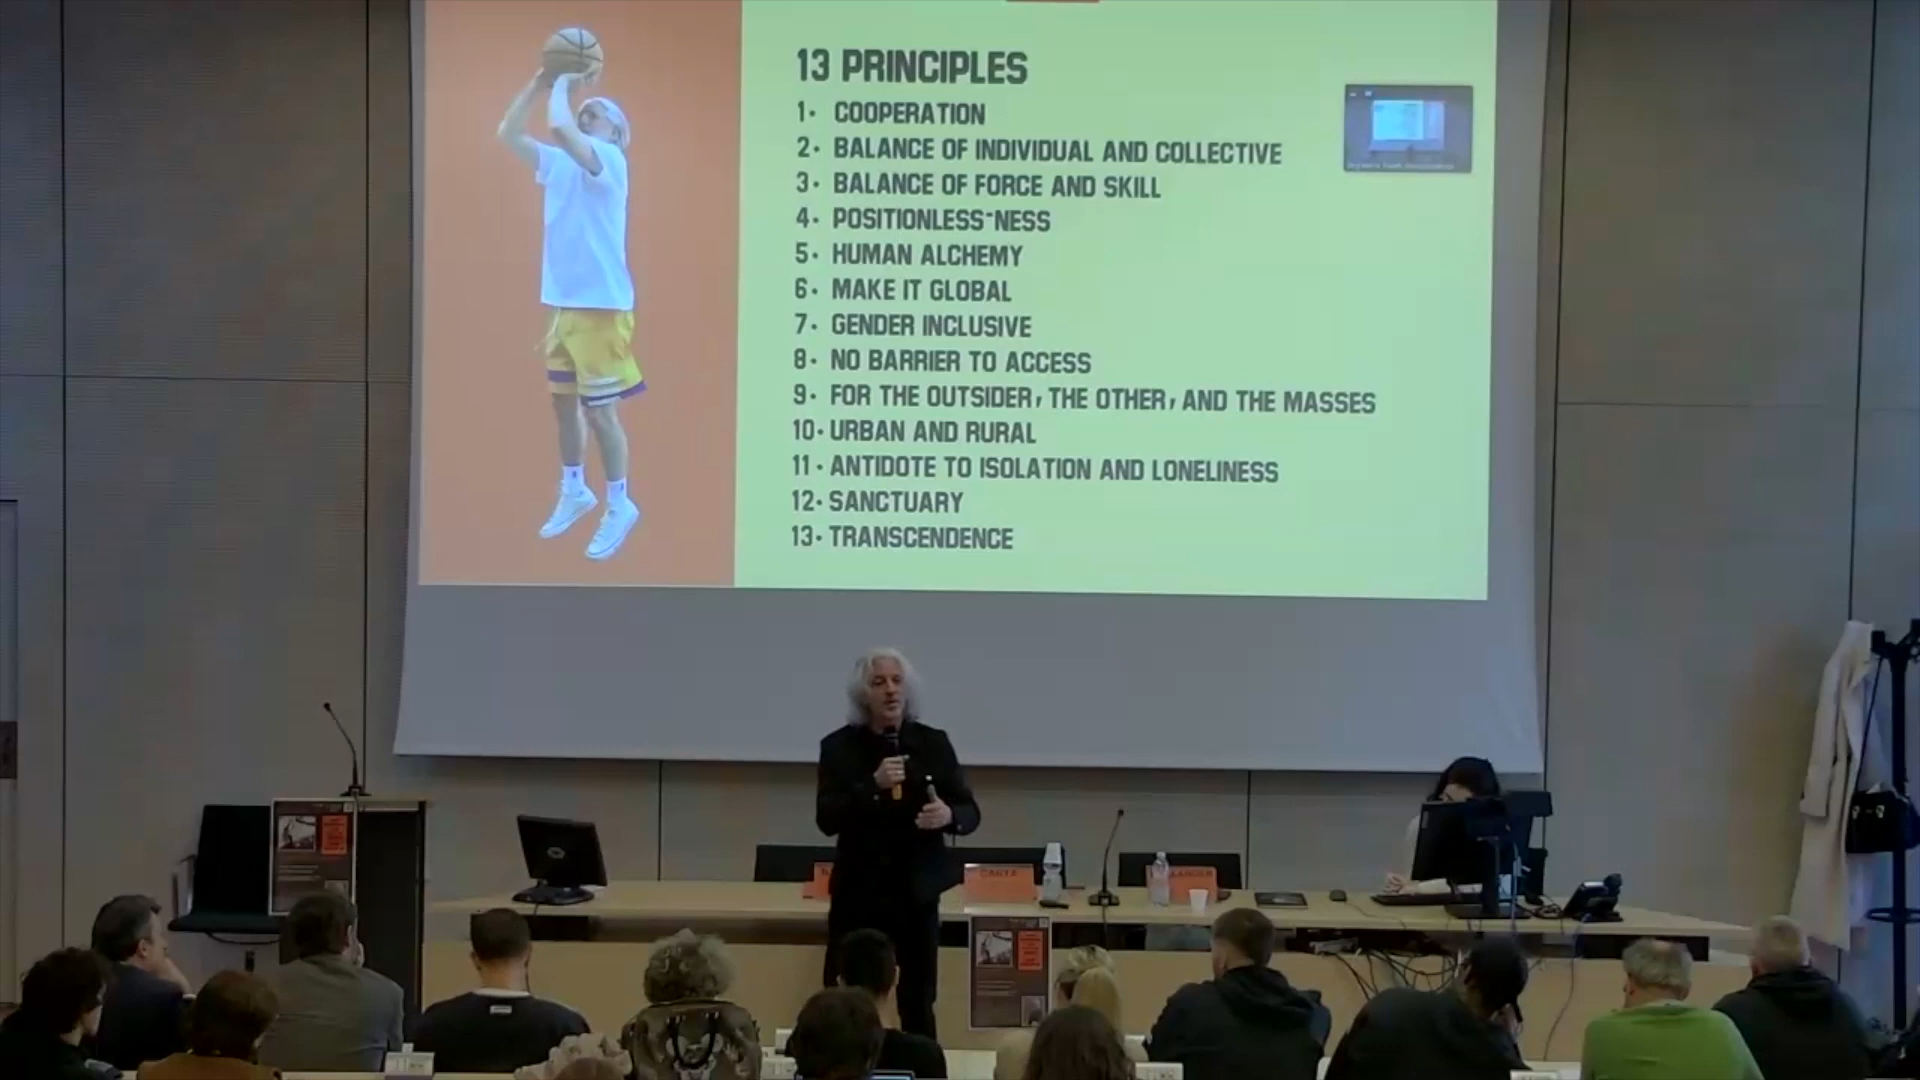 13 PRINCIPLES
1. COOPERATION
2. BALANCE OF INDIVIDUAL AND COLLECTIVE
3. BALANCE OF FORCE AND SKILL
4. POSITIONLESS-NESS
5. HUMAN ALCHEMY
6. MAKE IT GLOBAL
7. GENDER INCLUSIVE
8. NO BARRIER TO ACCESS
9. FOR THE OUTSIDER, THE OTHER, AND THE MASSES
10. URBAN AND RURAL
11. ANTIDOTE TO ISOLATION AND LONELINESS
12. SANCTUARY
13. TRANSCENDENCE